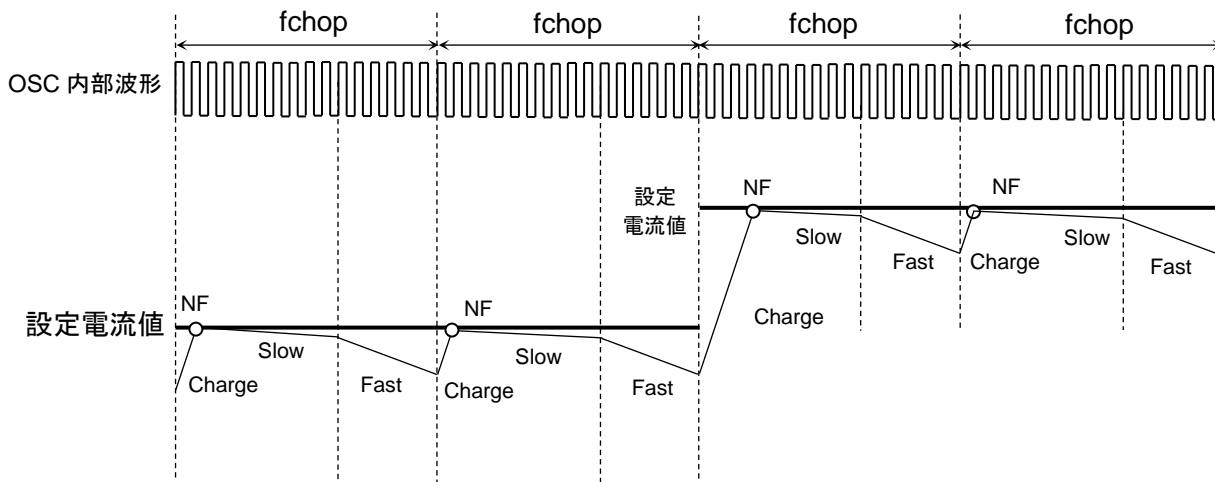 fchop fchop fchop fchop
OSC 内部波形
設定
電流値
NF
Slow
Fast
Charge
NF
Charge
Slow
Fast
設定電流値
NF
Charge
Slow
Fast
NF
Charge
Slow
Fast